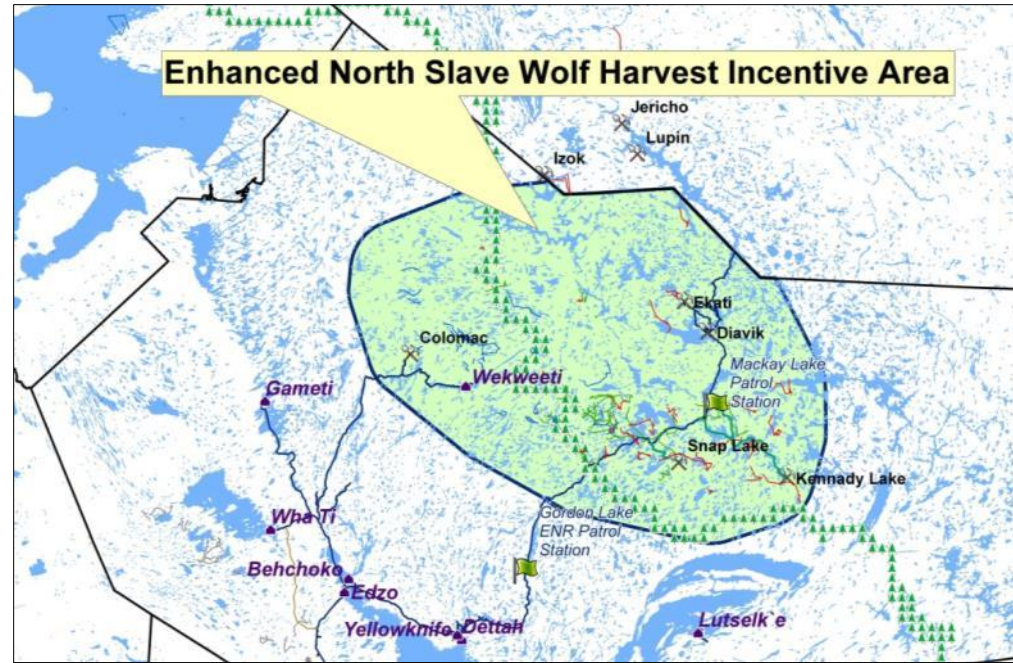 Enhanced North Slave Wolf Harvest Incentive Area
Jericho
Lupin
Izok
Ekati
Diavik
Colomac
Mackay Lake
Patrol
Station
Wekweeti
Gameti
Snap Lake
Kennady Lake
Gordon Lake
ENR Patrol
Station
Wha Ti
Behchoko
Edzo
Yellowknife
Dettah
Lutselk`e